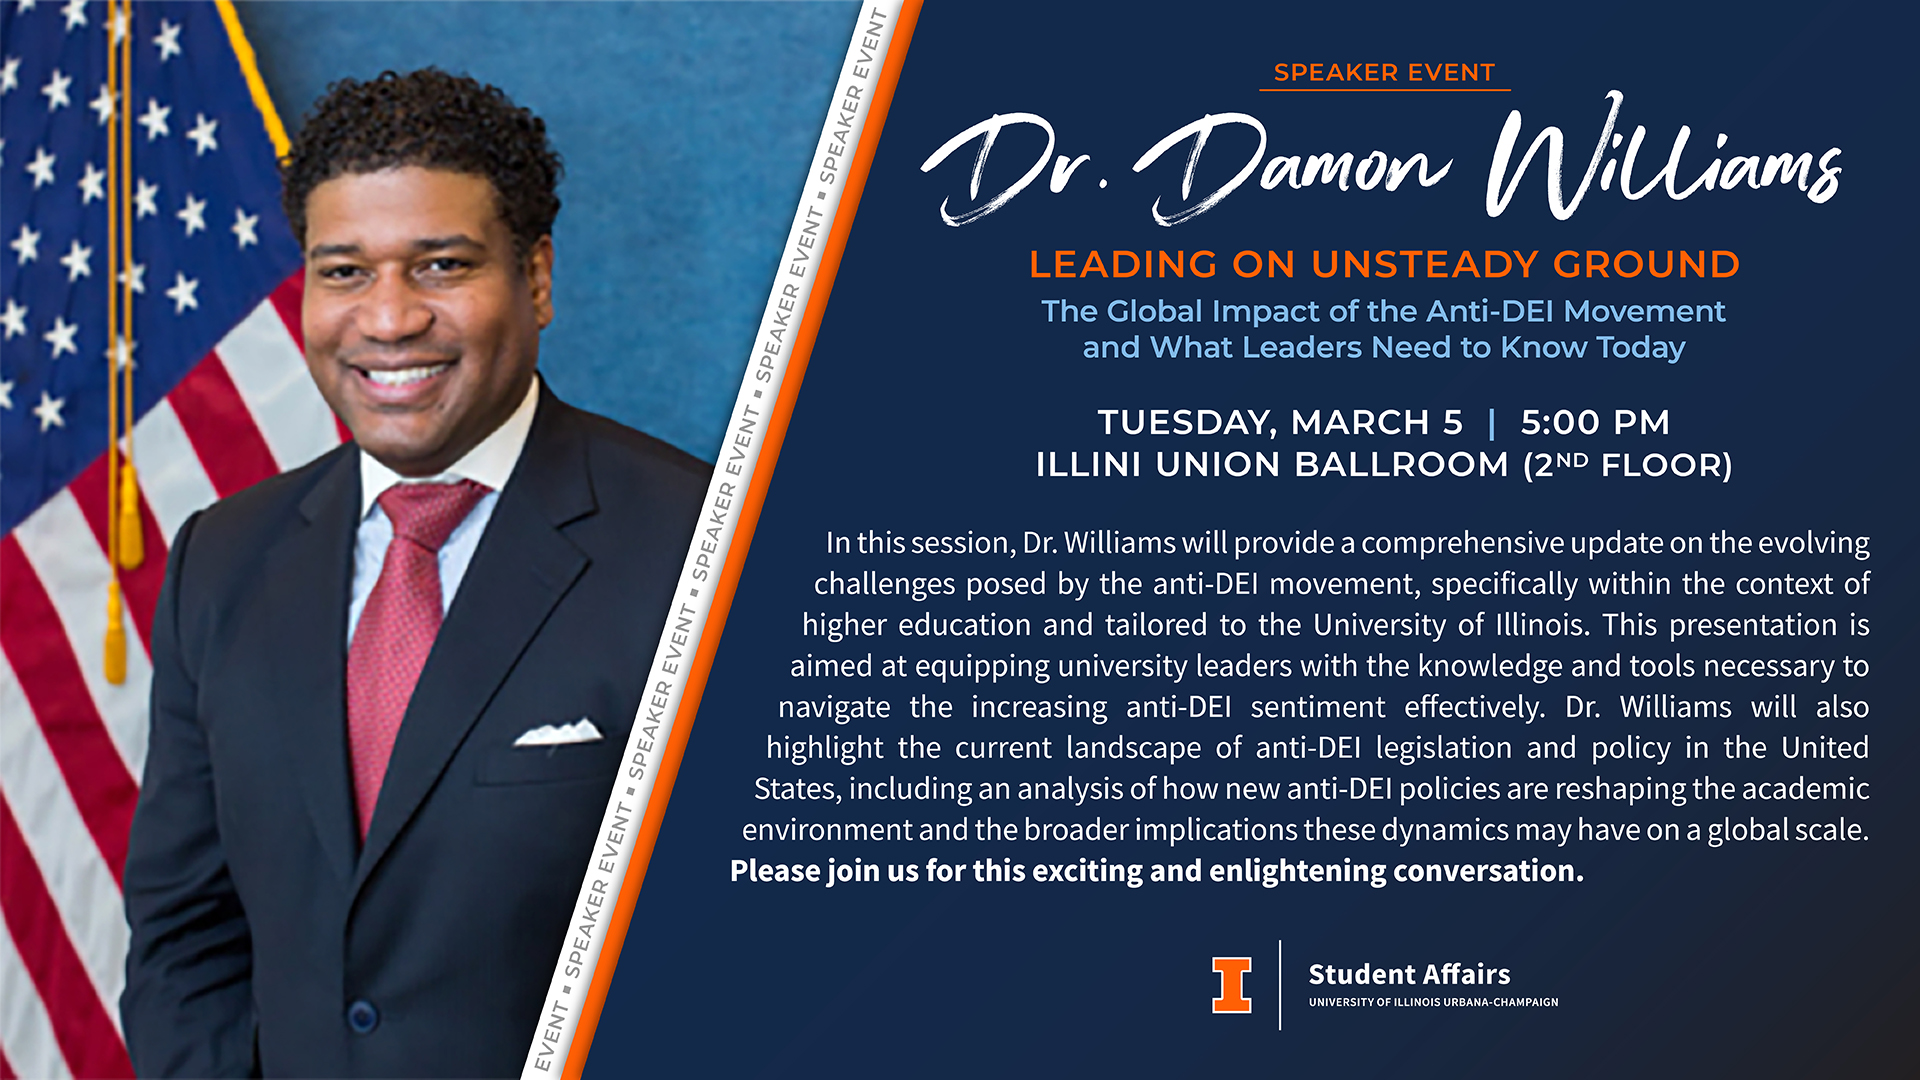 SPEAKER EVENT
Dr. Damon Williams
LEADING ON UNSTEADY GROUND
The Global Impact of the Anti-DEI Movement
and What Leaders Need to Know Today
TUESDAY, MARCH 5 | 5:00 PM
ILLINI UNION BALLROOM (2ND FLOOR)
In this session, Dr. Williams will provide a comprehensive update on the evolving
challenges posed by the anti-DEI movement, specifically within the context of
higher education and tailored to the University of Illinois. This presentation is
aimed at equipping university leaders with the knowledge and tools necessary to
navigate the increasing anti-DEI sentiment effectively. Dr. Williams will also
highlight the current landscape of anti-DEI legislation and policy in the United
States, including an analysis of how new anti-DEI policies are reshaping the academic
environment and the broader implications these dynamics may have on a global scale.
Please join us for this exciting and enlightening conversation.
I
Student Affairs
UNIVERSITY OF ILLINOIS URBANA-CHAMPAIGN
EVENT ▪ SPEAKER EVENT ▪ SPEAKER EVENT ▪ SPEAKER EVENT ▪ SPEAKER EVENT ▪ SPEAKER EVENT